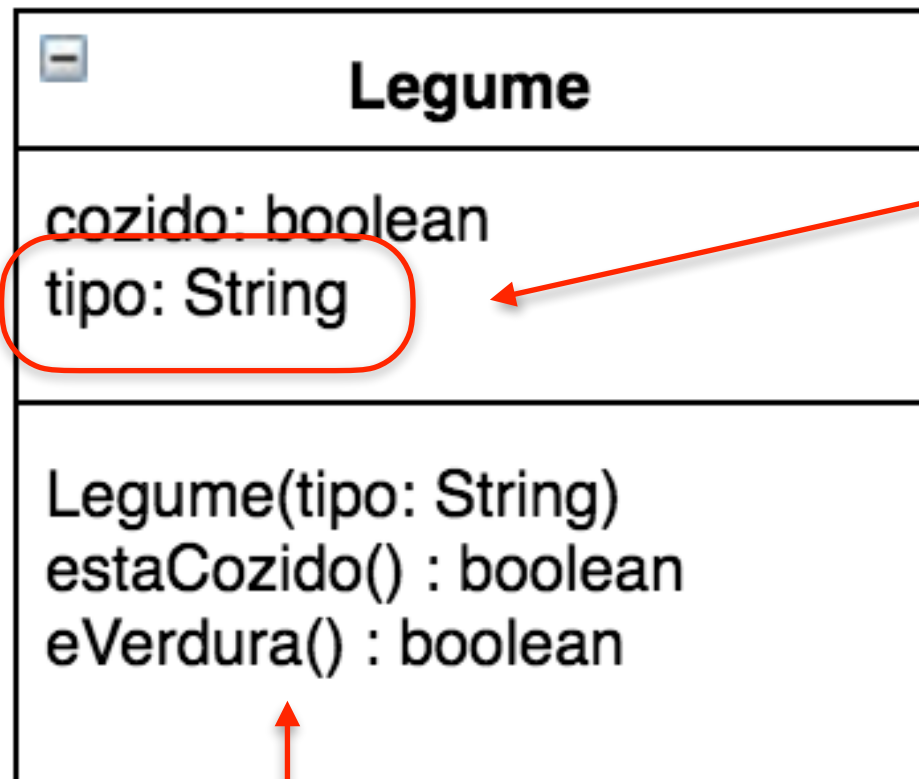 Legume
cozido: boolean
tipo: String
Legume(tipo: String)
estaCozido() : boolean
eVerdura() : boolean